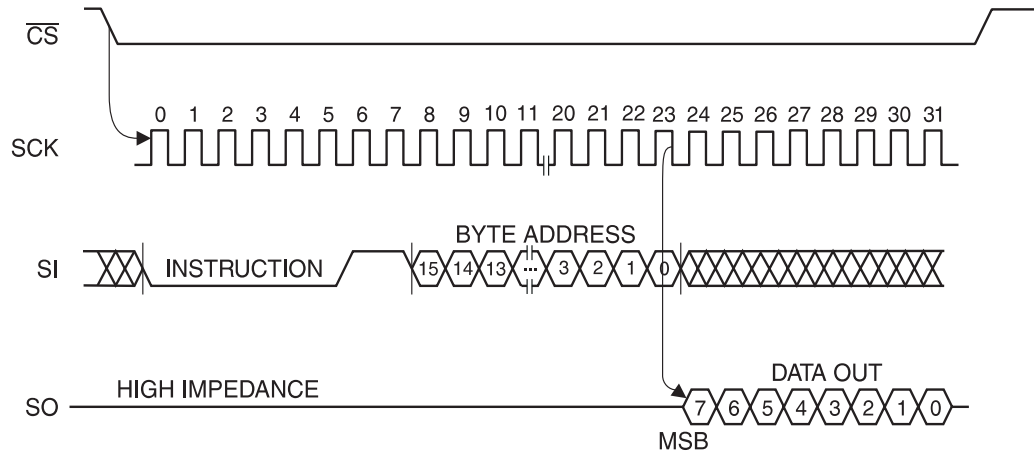 CS
0 1 2 3 4 5 6 7 8 9 10 11 20 21 22 23 24 25 26 27 28 29 30 31
SCK
BYTE ADDRESS
SI INSTRUCTION 15 14 13 ... 3 2 1 0
HIGH IMPEDANCE DATA OUT
SO 7 6 5 4 3 2 1 0
MSB